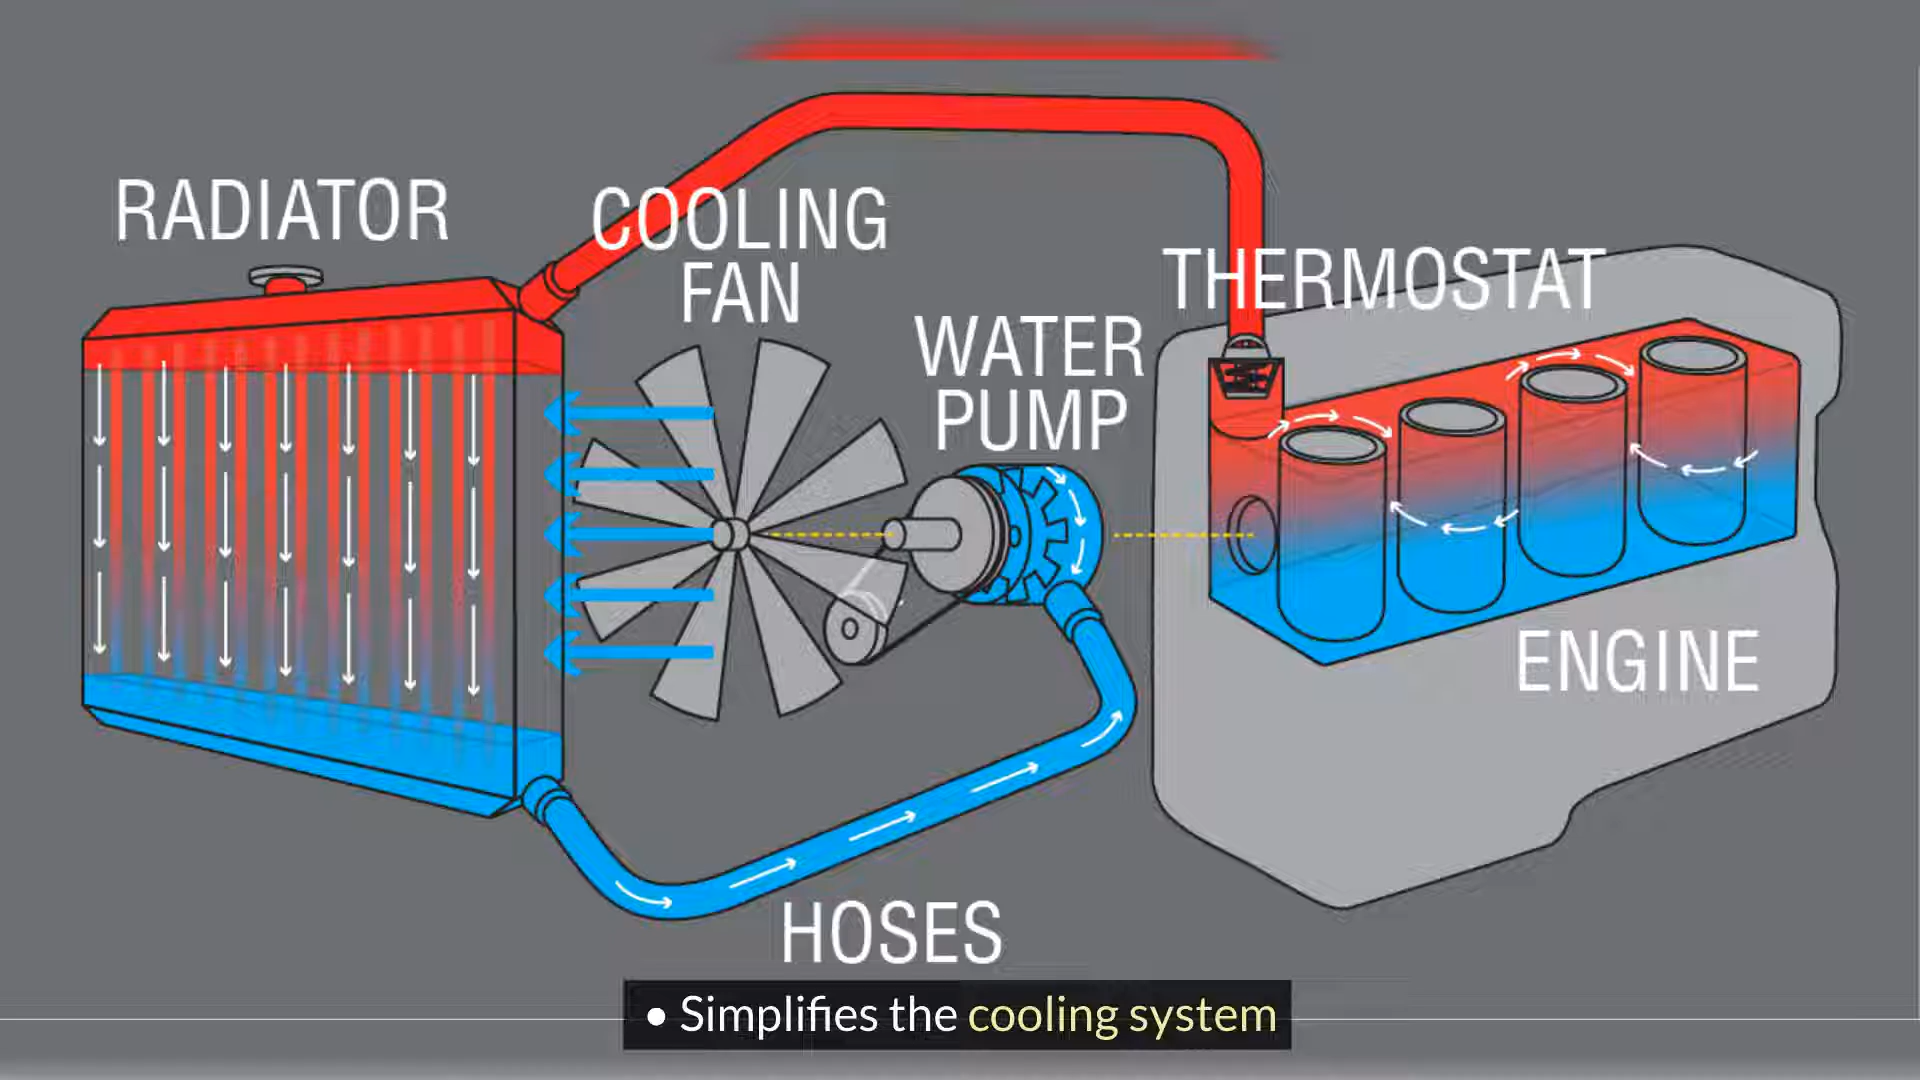 RADIATOR
COOLING
FAN
WATER
PUMP
THERMOSTAT
ENGINE
HOSES
• Simplifies the cooling system